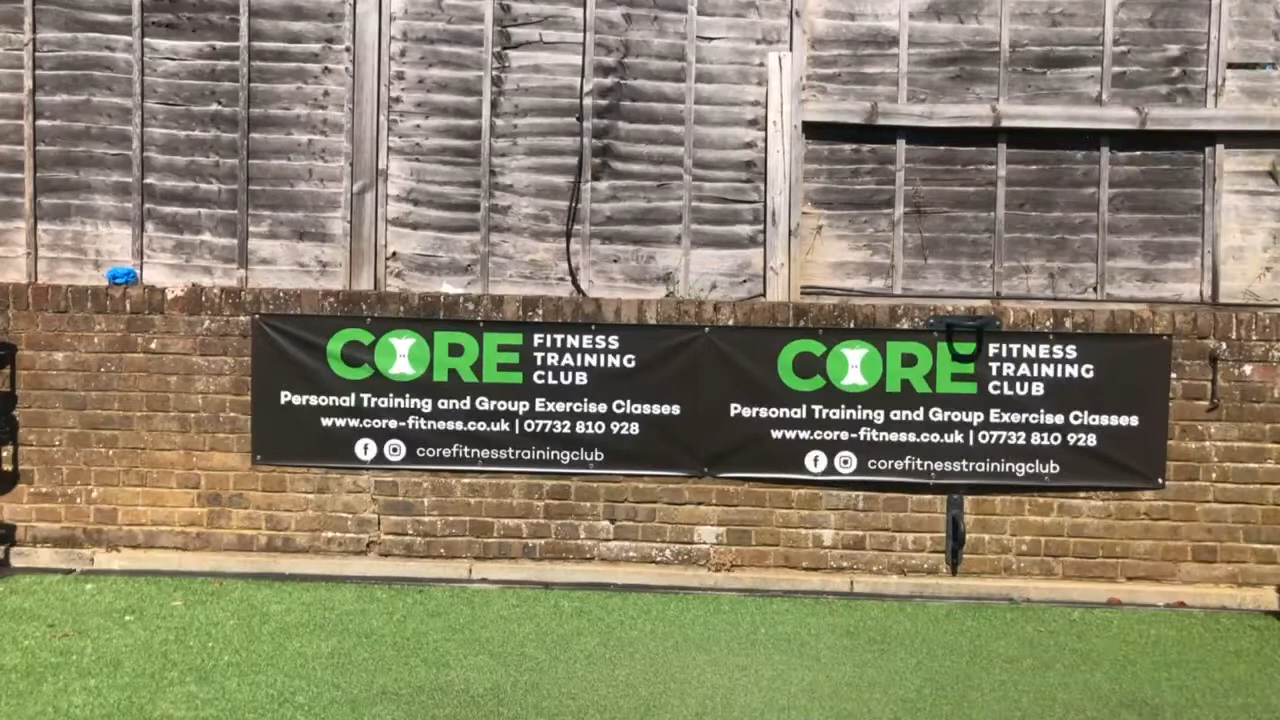 CORE FITNESS
TRAINING
CLUB
Personal Training and Group Exercise Classes
www.core-fitness.co.uk | 07732 810 928
corefitnesstrainingclub
CORE FITNESS
TRAINING
CLUB
Personal Training and Group Exercise Classes
www.core-fitness.co.uk | 07732 810 928
corefitnesstrainingclub